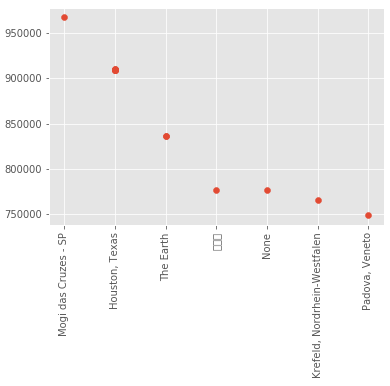 950000
900000
850000
800000
750000
Mogi das Cruzes - SP
Houston, Texas
The Earth
None
Krefeld, Nordrhein-Westfalen
Padova, Veneto